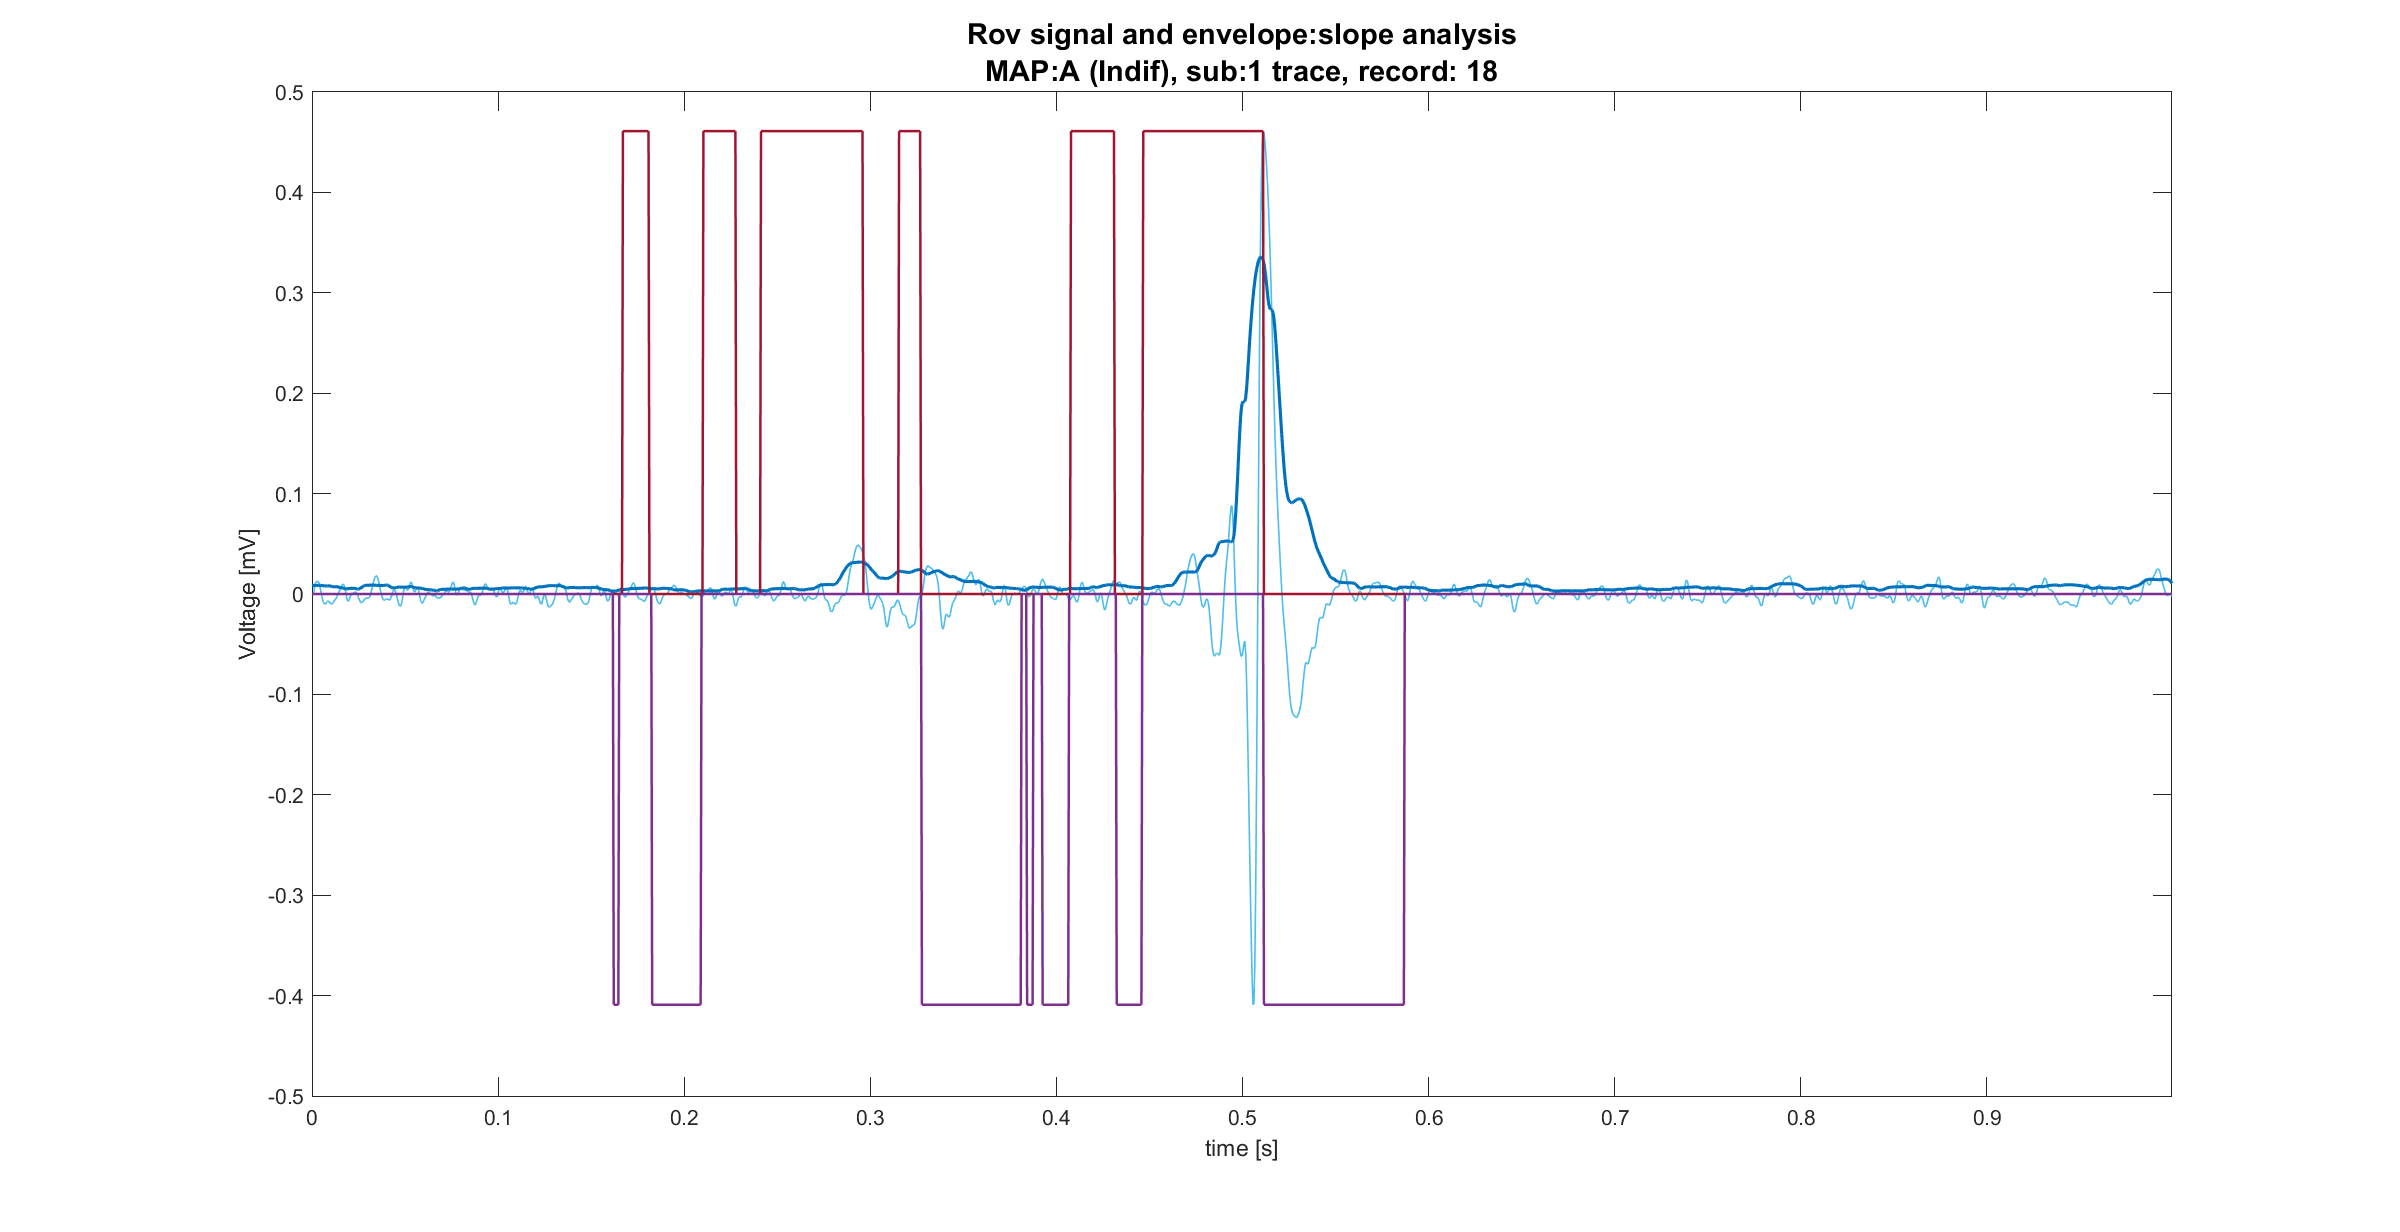 Rov signal and envelope:slope analysis
MAP:A (Indif), sub:1 trace, record: 18
0.5
0.4
0.3
0.2
0.1
0
-0.1
-0.2
-0.3
-0.4
-0.5
Voltage [mV]
0 0.1 0.2 0.3 0.4 0.5 0.6 0.7 0.8 0.9
time [s]